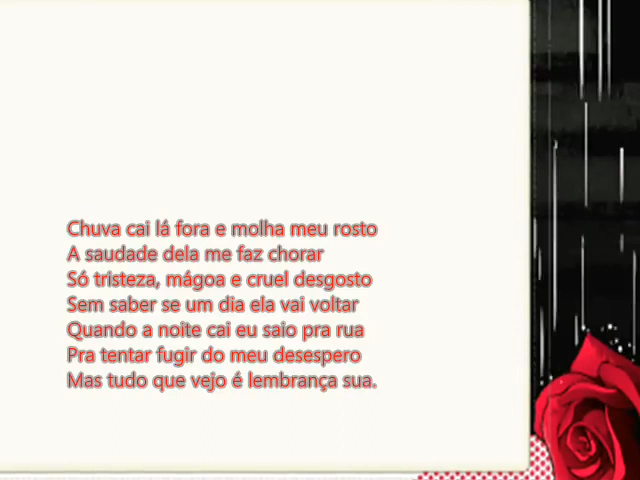 Chuva cai lá fora e molha meu rosto
A saudade dela me faz chorar
Só tristeza, mágoa e cruel desgosto
Sem saber se um dia ela vai voltar
Quando a noite cai eu saio pra rua
Pra tentar fugir do meu desespero
Mas tudo que vejo é lembrança sua.